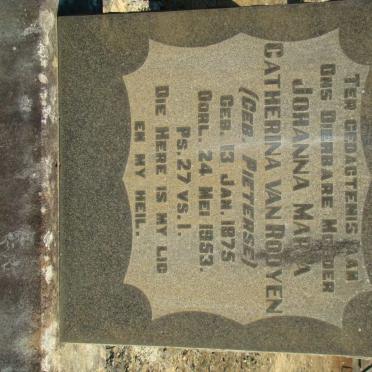 TER GEDAGTENIS AAN
ONS DIERBARE MOEDER
JOHANNA MARIA
CATHERINA VAN ROOYEN
(GEB PIETERSE)
GEB. 13 JAN. 1875
OORL. 24 MEI 1953.
PS. 27 VS. 1.
DIE HERE IS MY LIG
EN MY HEIL.